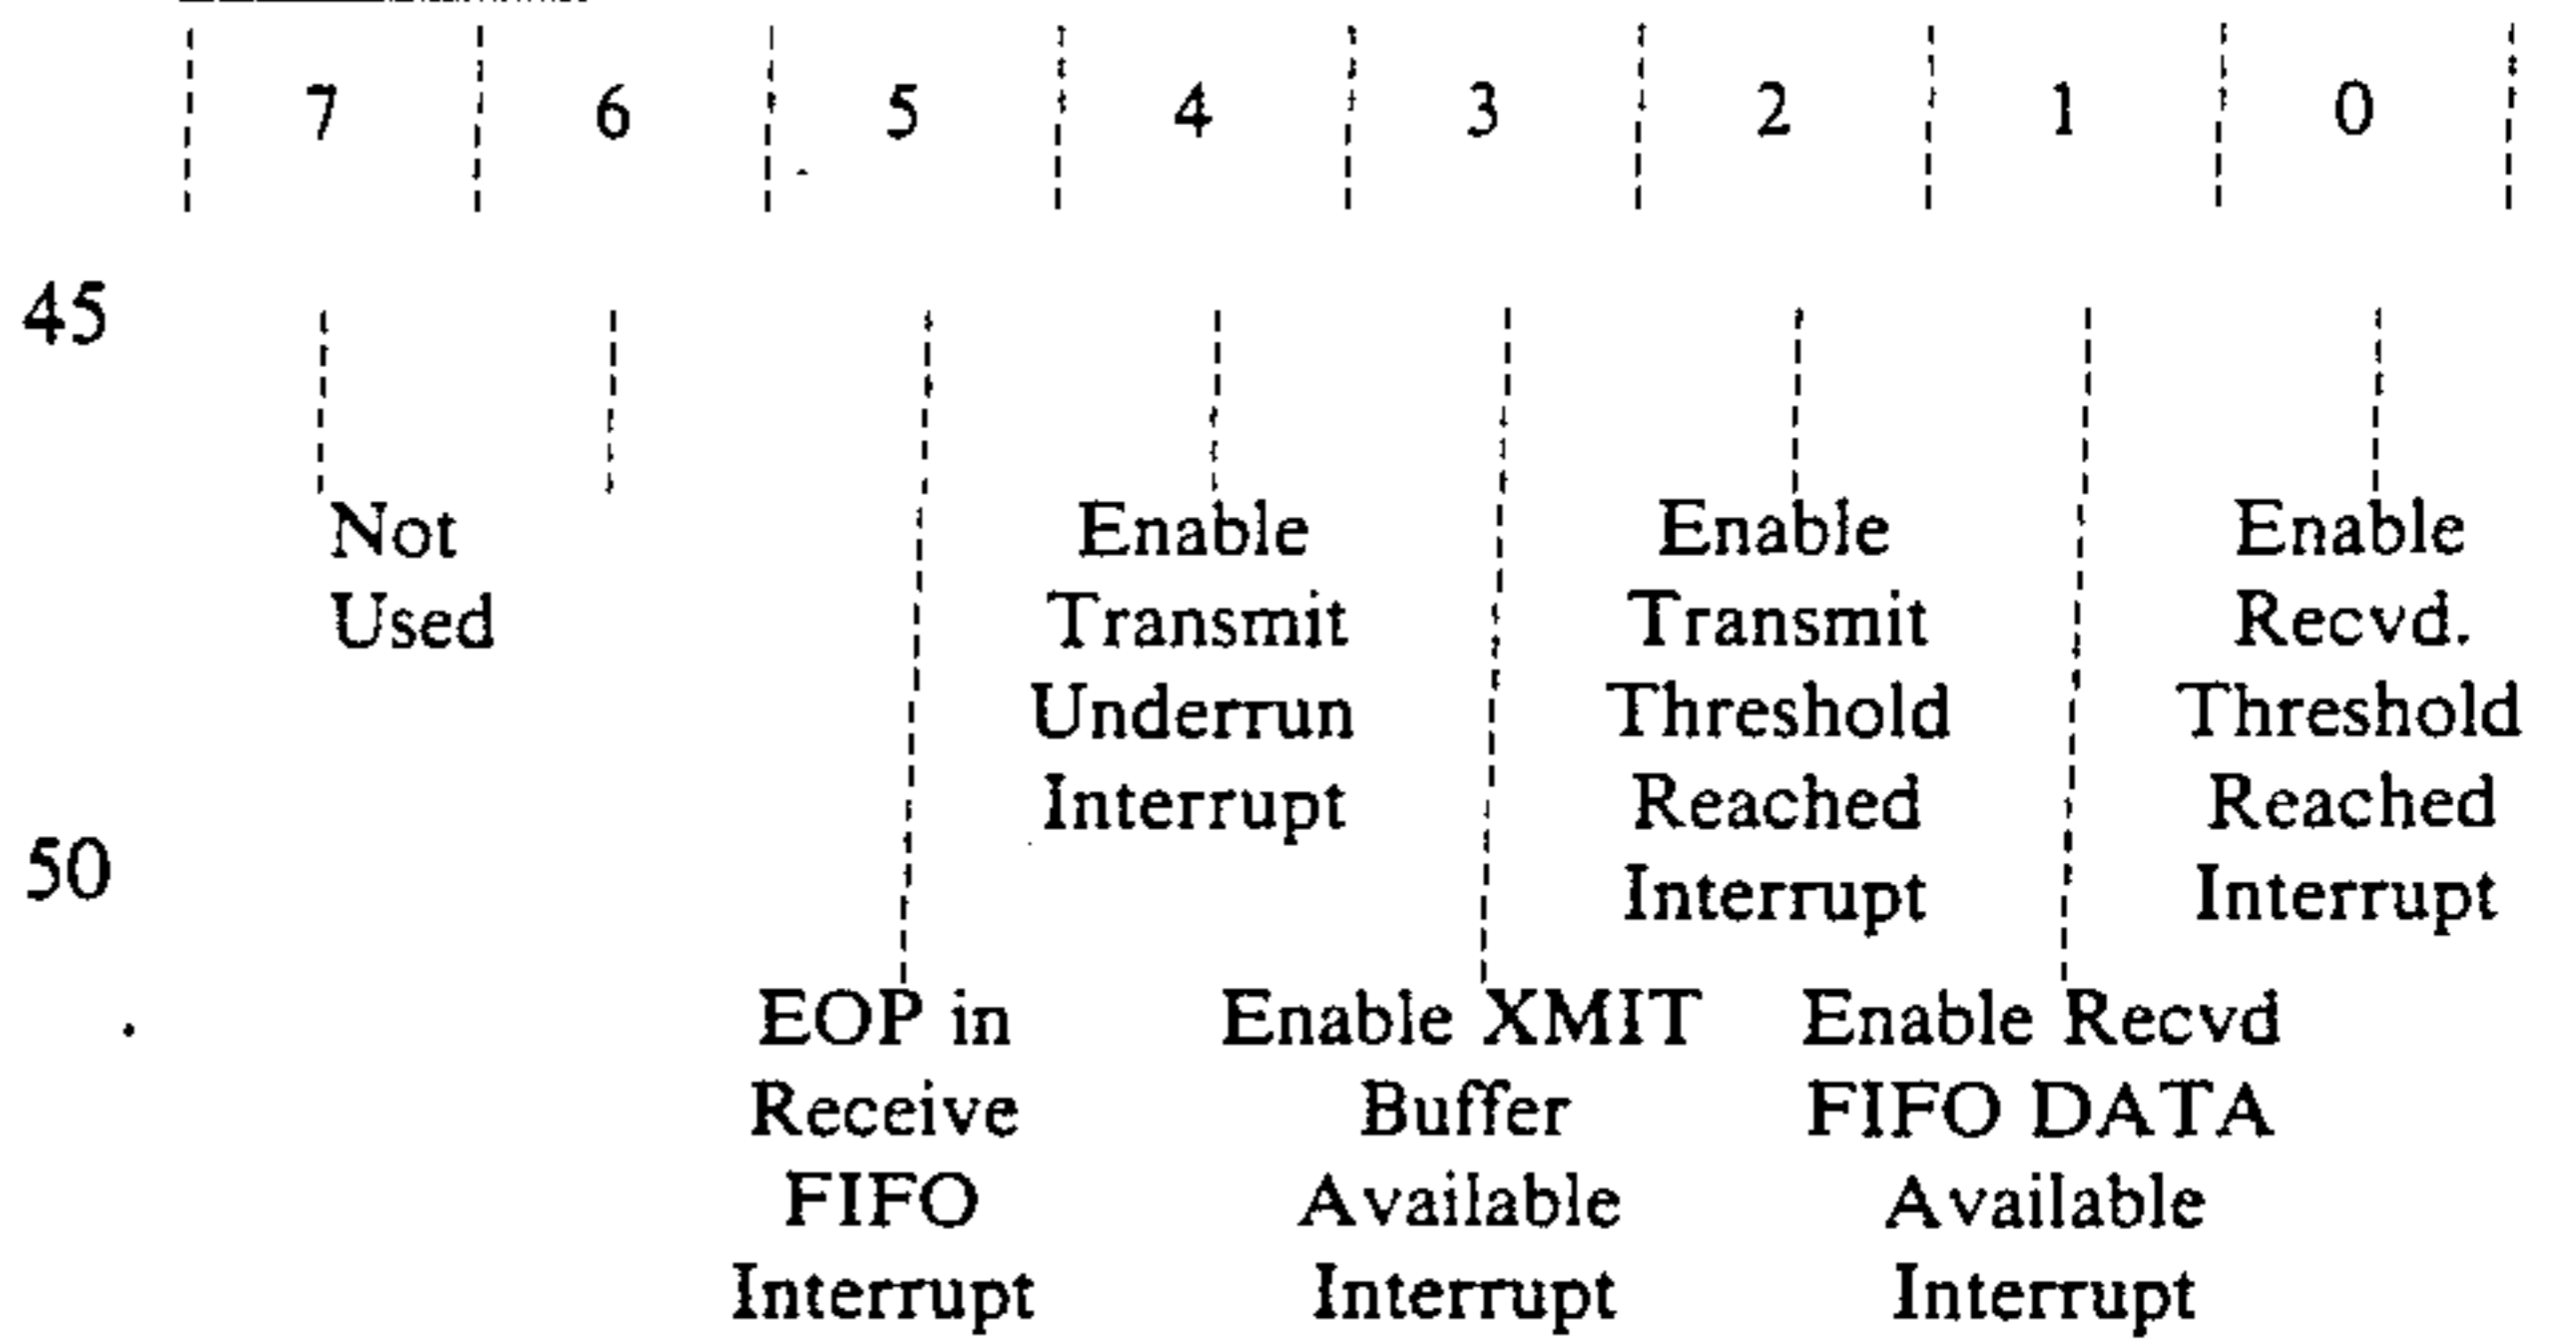 7 6 5 4 3 2 1 0
45
Not Enable Enable Enable
Used Transmit Transmit Recvd.
Underrun Threshold Threshold
Interrupt Reached Reached
50 Interrupt Interrupt
EOP in Enable XMIT Enable Recvd
Receive Buffer FIFO DATA
FIFO Available Available
Interrupt Interrupt Interrupt